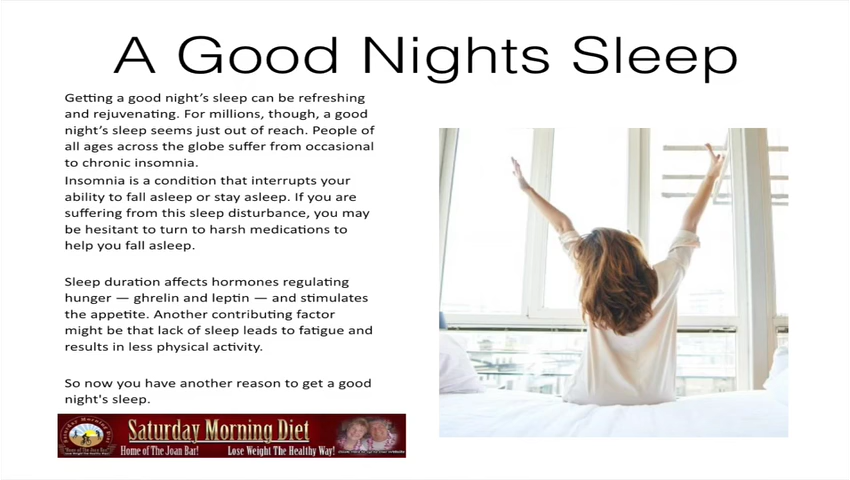 A Good Nights Sleep
Getting a good night's sleep can be refreshing
and rejuvenating. For millions, though, a good
night's sleep seems just out of reach. People of
all ages across the globe suffer from occasional
to chronic insomnia.
Insomnia is a condition that interrupts your
ability to fall asleep or stay asleep. If you are
suffering from this sleep disturbance, you may
be hesitant to turn to harsh medications to
help you fall asleep.
Sleep duration affects hormones regulating
hunger — ghrelin and leptin — and stimulates
the appetite. Another contributing factor
might be that lack of sleep leads to fatigue and
results in less physical activity.
So now you have another reason to get a good
night's sleep.
Saturday Morning Diet
Home of The Joan Bar! Lose Weight The Healthy Way!